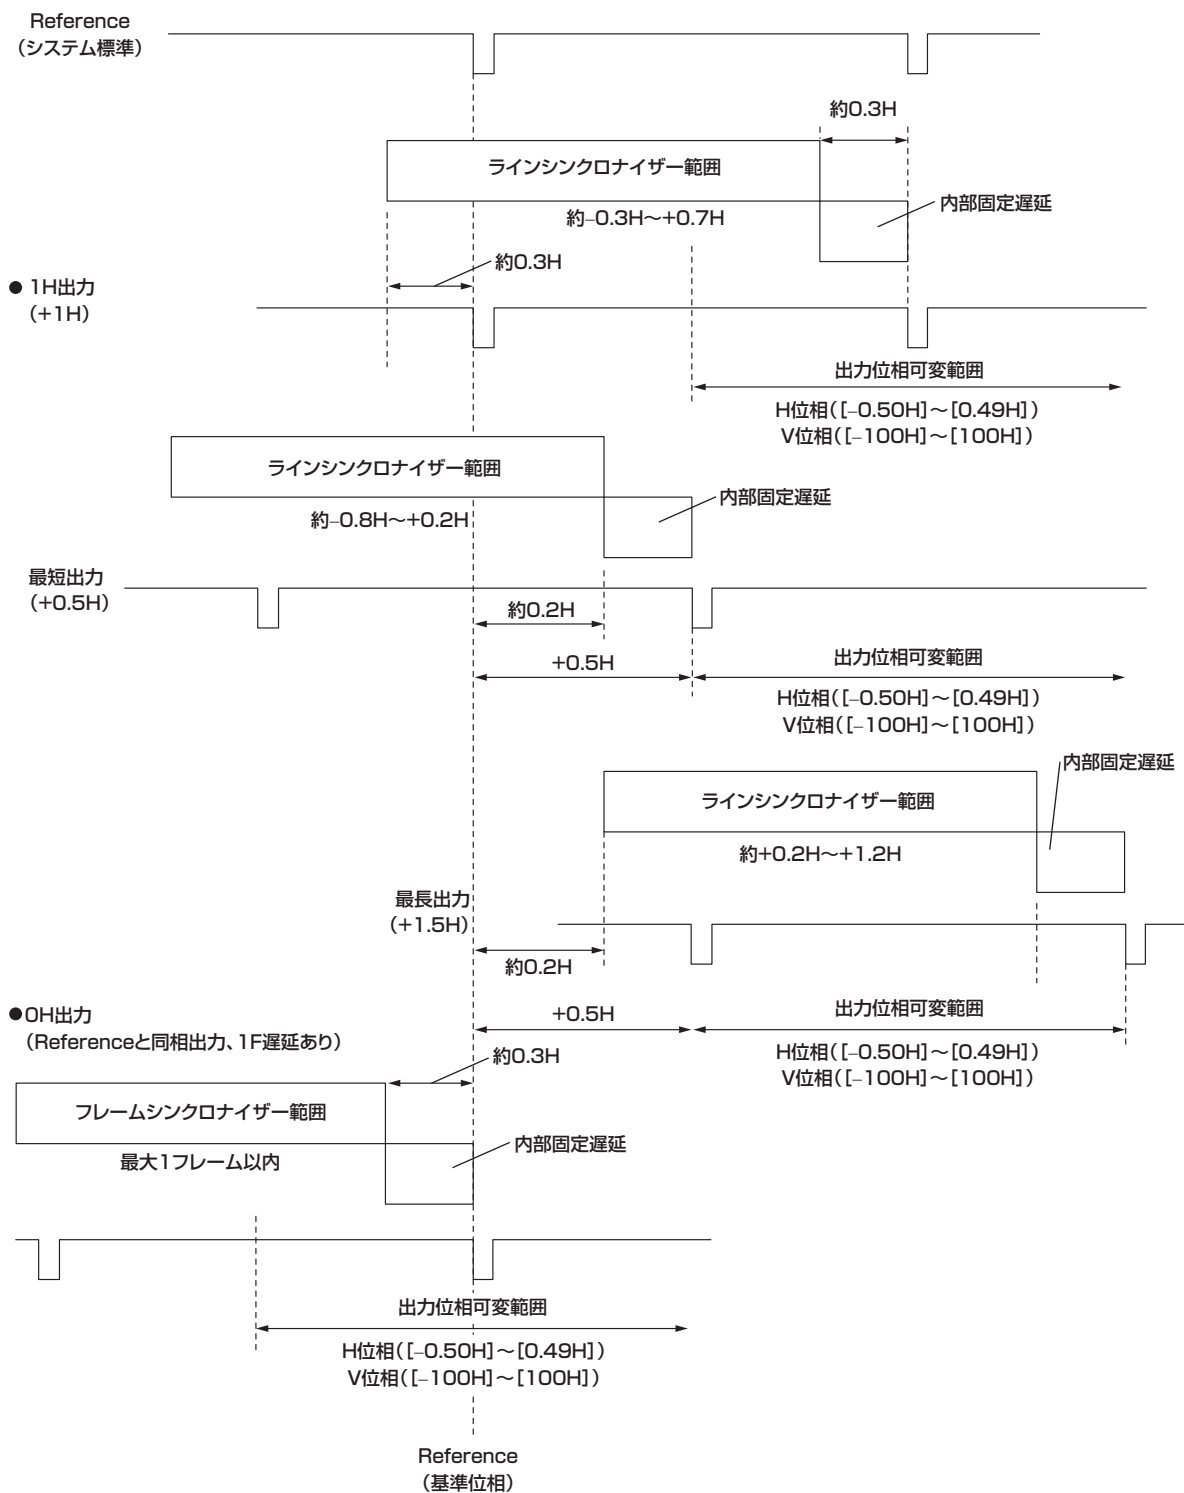 Reference
（システム標準）
約0.3H
ラインシンクロナイザー範囲
内部固定遅延
約–0.3H～+0.7H
約0.3H
● 1H出力
（+1H）
出力位相可変範囲
H位相（[–0.50H]～[0.49H]）
V位相（[–100H]～[100H]）
ラインシンクロナイザー範囲
内部固定遅延
約–0.8H～+0.2H
最短出力
（+0.5H）
約0.2H
+0.5H
出力位相可変範囲
H位相（[–0.50H]～[0.49H]）
V位相（[–100H]～[100H]）
内部固定遅延
ラインシンクロナイザー範囲
約+0.2H～+1.2H
最長出力
（+1.5H）
約0.2H
●0H出力
（Referenceと同相出力、1F遅延あり）
+0.5H
出力位相可変範囲
H位相（[–0.50H]～[0.49H]）
V位相（[–100H]～[100H]）
約0.3H
フレームシンクロナイザー範囲
内部固定遅延
最大1フレーム以内
出力位相可変範囲
H位相（[–0.50H]～[0.49H]）
V位相（[–100H]～[100H]）
Reference
（基準位相）